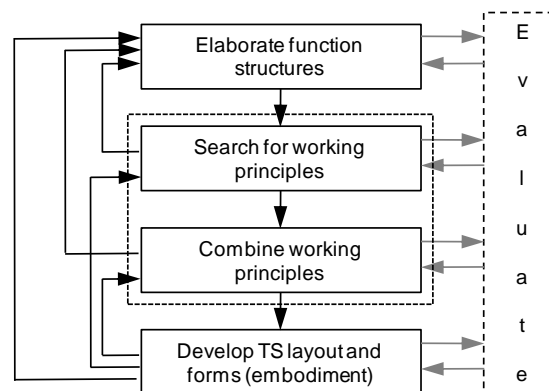 Elaborate function
structures
Search for working
principles
Combine working
principles
Develop TS layout and
forms (embodiment)
E
v
a
l
u
a
t
e